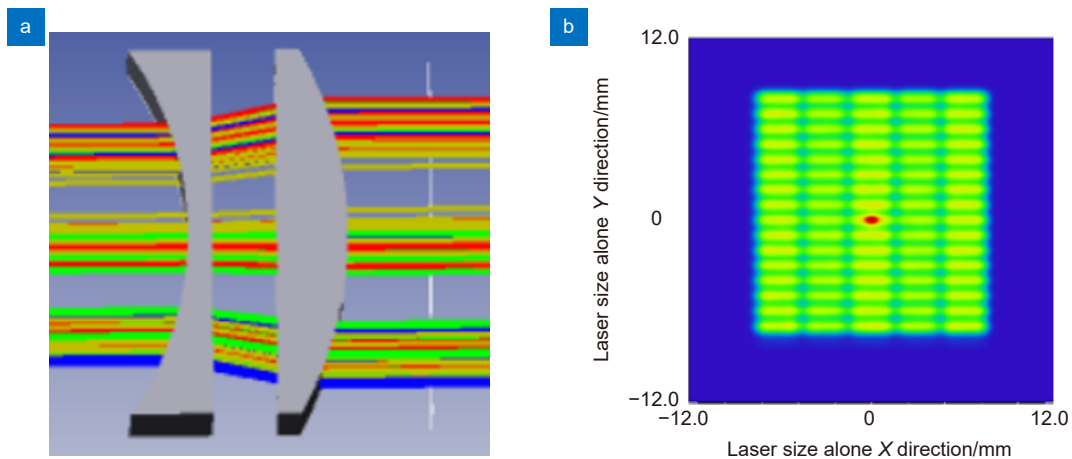 a
b
12.0
Laser size alone Y direction/mm
0
−12.0
−12.0 0 12.0
Laser size alone X direction/mm